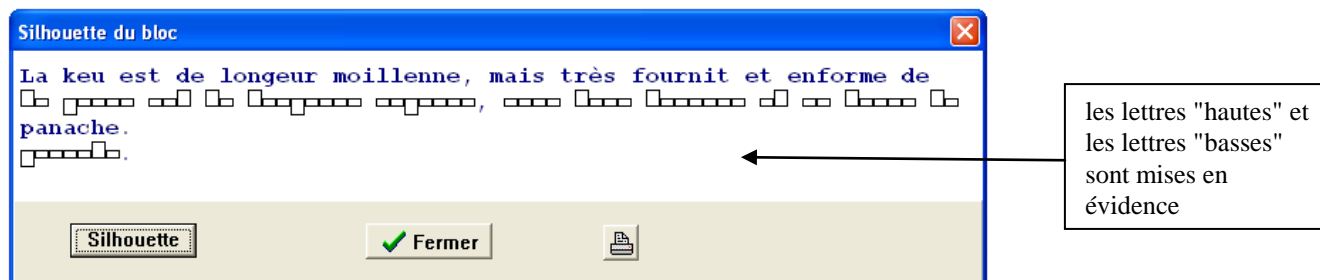 Silhouette du bloc
La keu est de longeur moillenne, mais très fournit et enforme de
panache.
Silhouette
Fermer
les lettres "hautes" et
les lettres "basses"
sont mises en
évidence